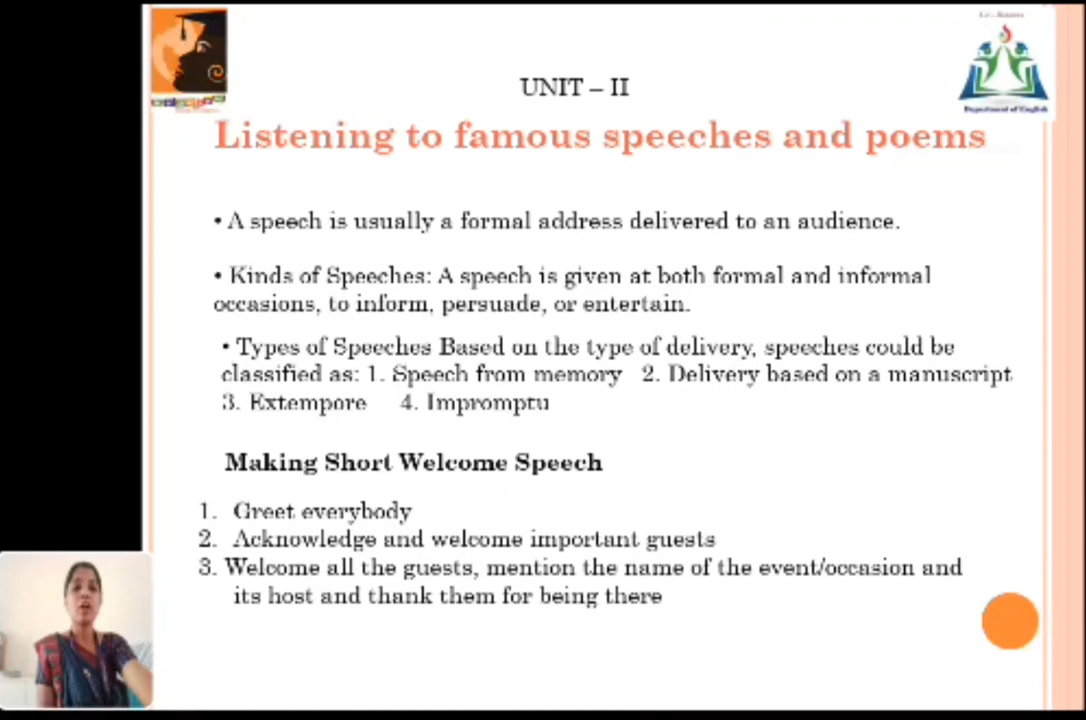 UNIT – II
Listening to famous speeches and poems
• A speech is usually a formal address delivered to an audience.
• Kinds of Speeches: A speech is given at both formal and informal
occasions, to inform, persuade, or entertain.
• Types of Speeches Based on the type of delivery, speeches could be
classified as: 1. Speech from memory 2. Delivery based on a manuscript
3. Extempore 4. Impromptu
Making Short Welcome Speech
1. Greet everybody
2. Acknowledge and welcome important guests
3. Welcome all the guests, mention the name of the event/occasion and
its host and thank them for being there
Department of English